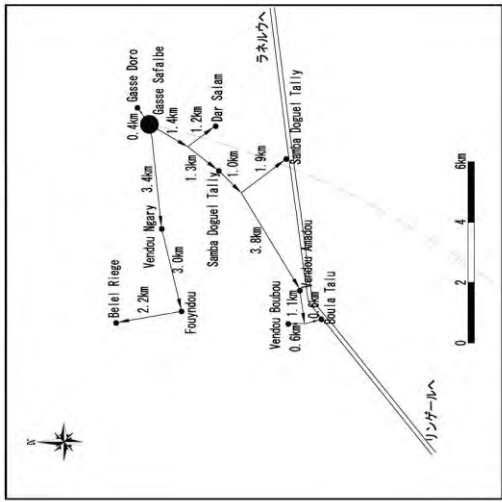 N
Belel Riege
2.2km
Gasse Doro
0.4km
Gasse Safalbe
Vendou Ngary
3.4km
1.4km
3.0km
Fouyndou
1.3km
1.2km
Dar Salam
Samba Doguel Tally
1.0km
3.8km
1.9km
ラネルウへ
Vendou Boubou
Samba Doguel Tally
0.6km
1.1km
Vendou Amadou
0.6km
Boula Talu
リンゲールへ
0 2 4 6km